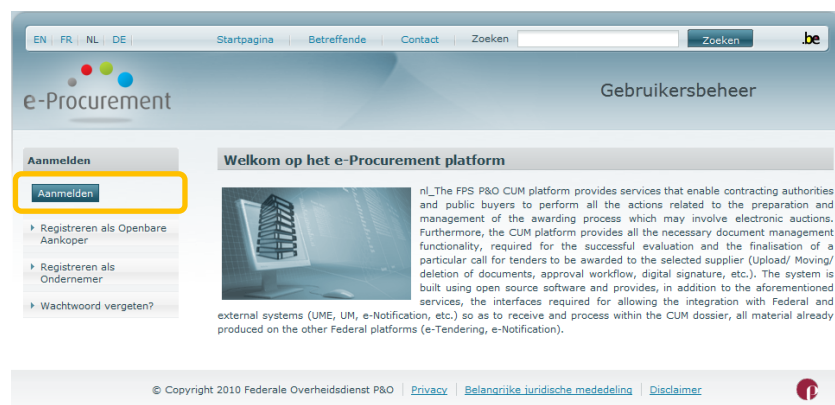 EN FR NL DE Startpagina Betreffende Contact Zoeken Zoeken .be
e-Procurement
Gebruikersbeheer
Aanmelden
Aanmelden
Registreren als Openbare
Aankoper
Registreren als
Ondernemer
Wachtwoord vergeten?
Welkom op het e-Procurement platform
nl_The FPS P&O CUM platform provides services that enable contracting authorities
and public buyers to perform all the actions related to the preparation and
management of the awarding process which may involve electronic auctions.
Furthermore, the CUM platform provides all the necessary document management
functionality, required for the successful evaluation and the finalisation of a
particular call for tenders to be awarded to the selected supplier (Upload/ Moving/
deletion of documents, approval workflow, digital signature, etc.). The system is
built using open source software and provides, in addition to the aforementioned
services, the interfaces required for allowing the integration with Federal and
external systems (UME, UM, e-Notification, etc.) so as to receive and process within the CUM dossier, all material already
produced on the other Federal platforms (e-Tendering, e-Notification).
© Copyright 2010 Federale Overheidsdienst P&O Privacy Belangrijke juridische mededeling Disclaimer